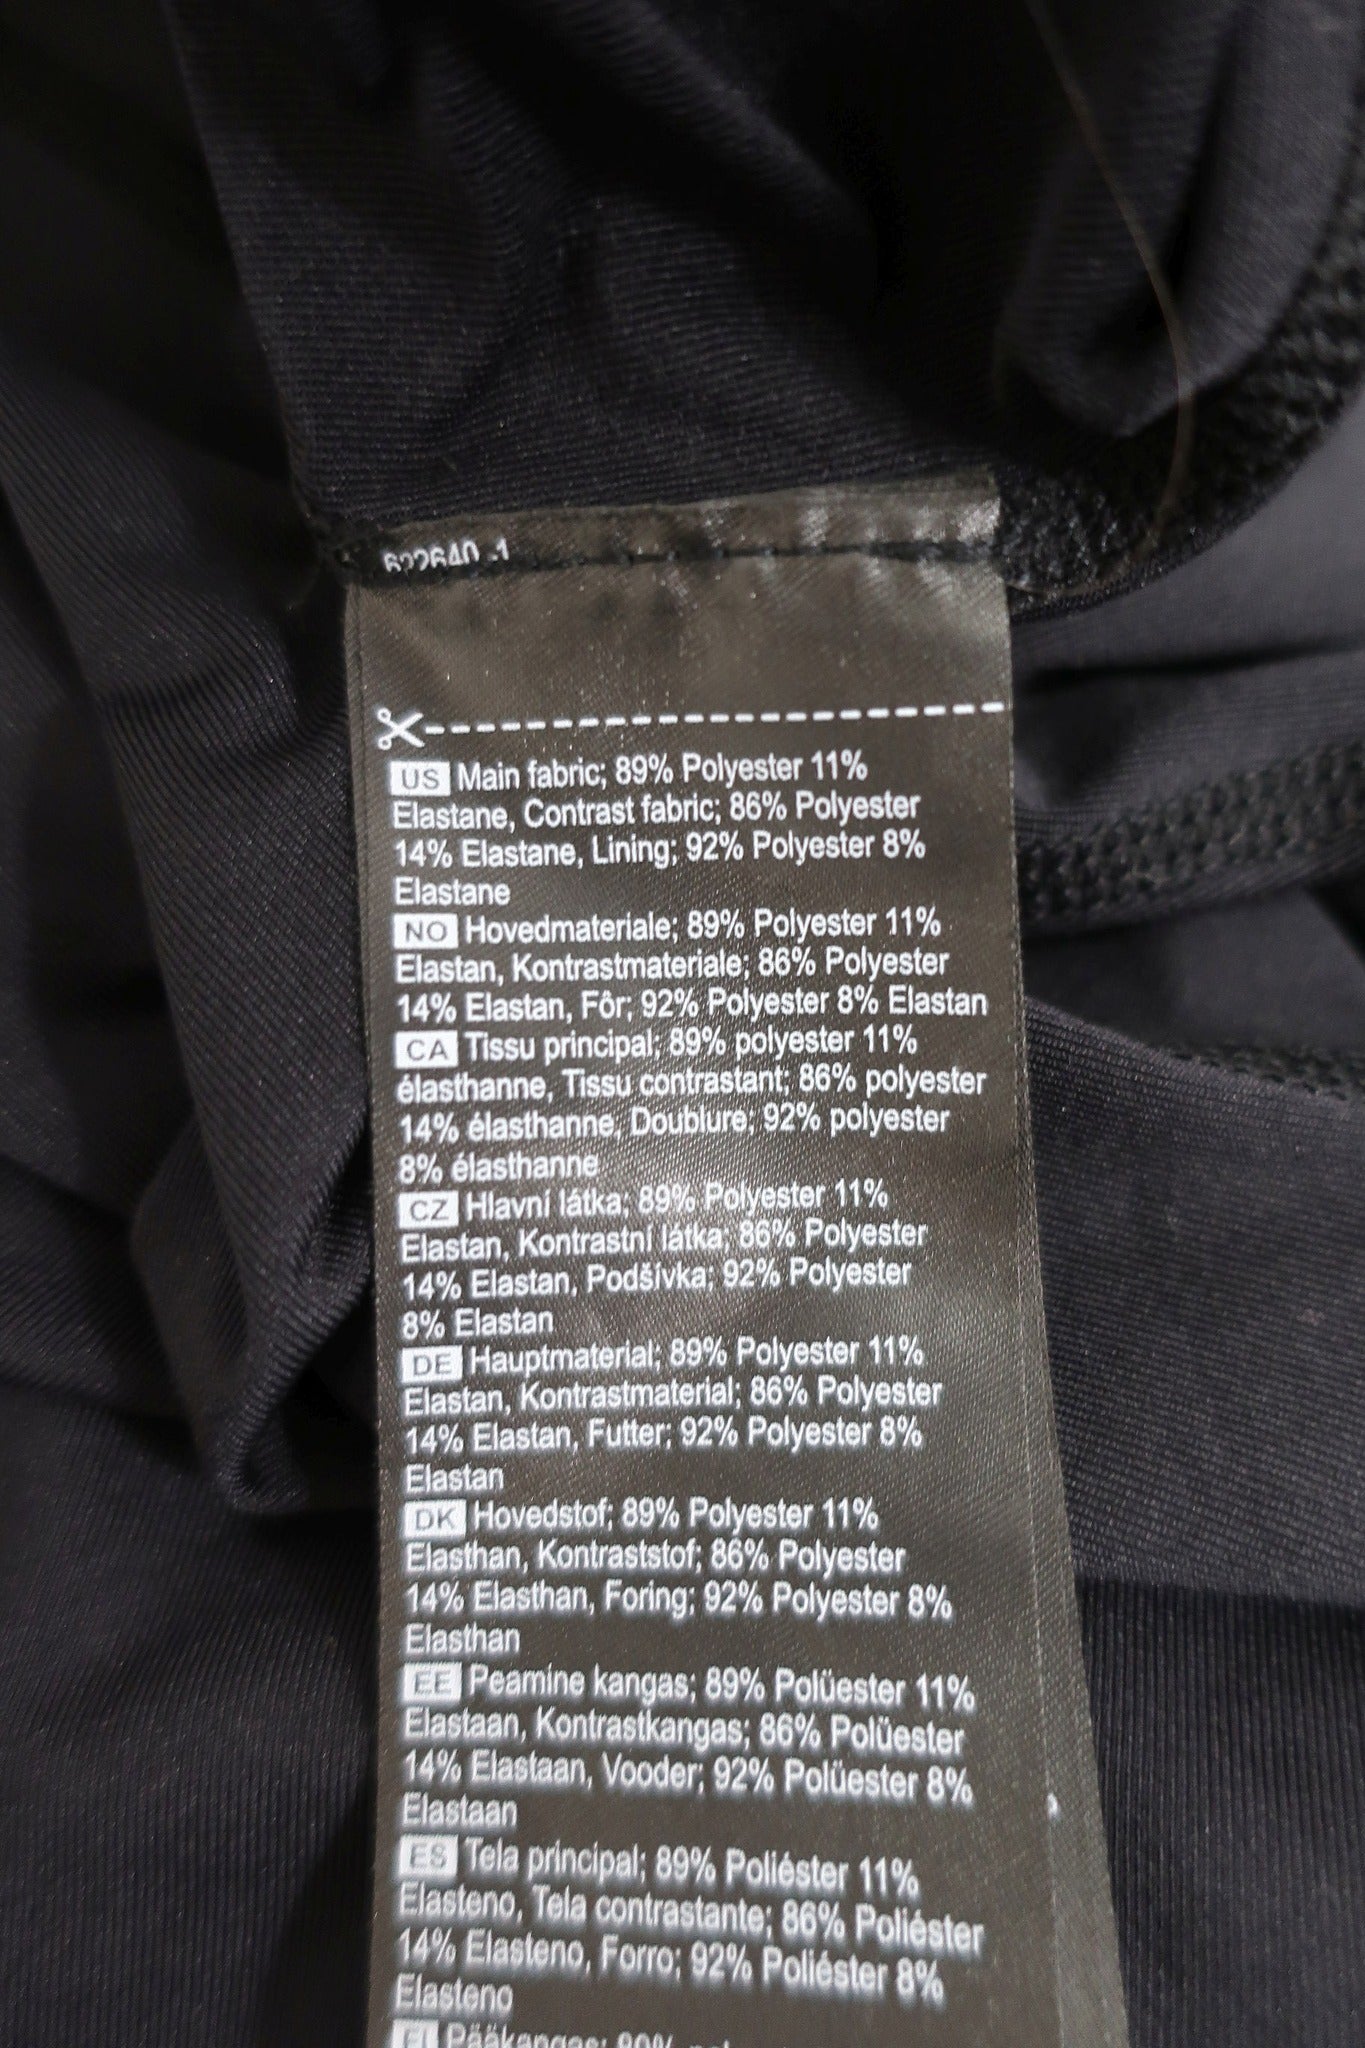 622640 -1
US Main fabric; 89% Polyester 11%
Elastane, Contrast fabric; 86% Polyester
14% Elastane, Lining; 92% Polyester 8%
Elastane
NO Hovedmateriale; 89% Polyester 11%
Elastan, Kontrastmateriale; 86% Polyester
14% Elastan, Fôr; 92% Polyester 8% Elastan
CA Tissu principal; 89% polyester 11%
élasthanne, Tissu contrastant; 86% polyester
14% élasthanne, Doublure; 92% polyester
8% élasthanne
CZ Hlavní látka; 89% Polyester 11%
Elastan, Kontrastní látka; 86% Polyester
14% Elastan, Podšívka; 92% Polyester
8% Elastan
DE Hauptmaterial; 89% Polyester 11%
Elastan, Kontrastmaterial; 86% Polyester
14% Elastan, Futter; 92% Polyester 8%
Elastan
DK Hovedstof; 89% Polyester 11%
Elasthan, Kontraststof; 86% Polyester
14% Elasthan, Foring; 92% Polyester 8%
Elasthan
EE Peamine kangas; 89% Polüester 11%
Elastaan, Kontrastkangas; 86% Polüester
14% Elastaan, Vooder; 92% Polüester 8%
Elastaan
ES Tela principal; 89% Poliéster 11%
Elasteno, Tela contrastante; 86% Poliéster
14% Elasteno, Forro; 92% Poliéster 8%
Elasteno
FI Pääkangas; 89%